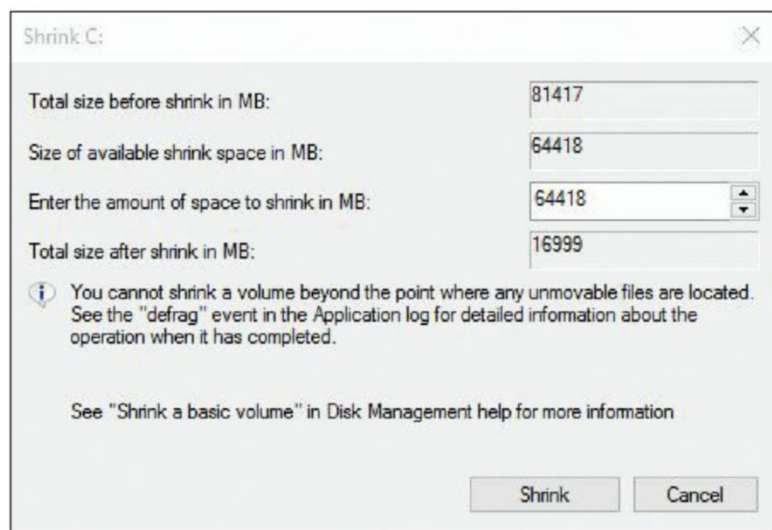 Shrink C:
Total size before shrink in MB: 81417
Size of available shrink space in MB: 64418
Enter the amount of space to shrink in MB: 64418
Total size after shrink in MB: 16999
You cannot shrink a volume beyond the point where any unmovable files are located.
See the "defrag" event in the Application log for detailed information about the
operation when it has completed.
See "Shrink a basic volume" in Disk Management help for more information
Shrink Cancel